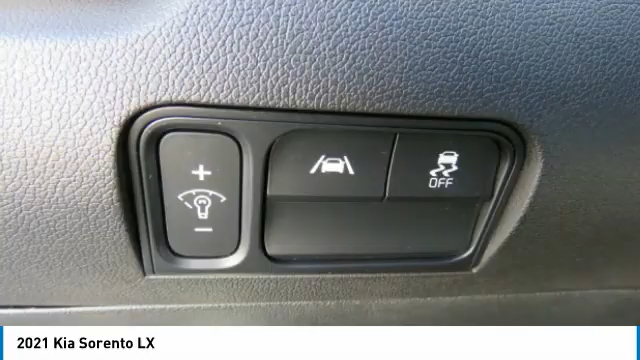 +
OFF
−
2021 Kia Sorento LX